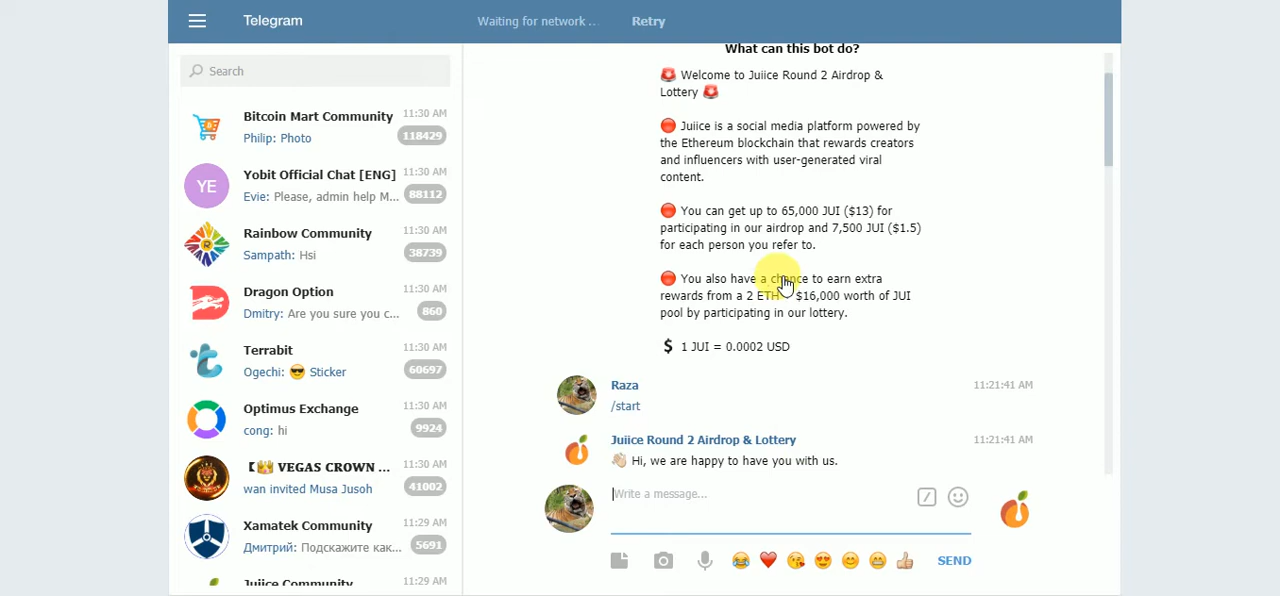 Telegram
Waiting for network ...
Retry
Search
Bitcoin Mart Community 11:30 AM
Philip: Photo 118429
YE
Yobit Official Chat [ENG] 11:30 AM
Evie: Please, admin help M... 88112
Rainbow Community 11:30 AM
Sampath: Hsi 38739
Dragon Option 11:30 AM
Dmitry: Are you sure you c... 860
Terrabit 11:30 AM
Ogechi: 😎 Sticker 60697
Optimus Exchange 11:30 AM
cong: hi 9924
【👑 VEGAS CROWN ... 11:30 AM
wan invited Musa Jusoh 41002
Xamatek Community 11:29 AM
Дмитрий: Подскажите как... 5691
Juiice Community 11:29 AM
What can this bot do?
🚨 Welcome to Juiice Round 2 Airdrop &
Lottery 🚨
🔴 Juiice is a social media platform powered by
the Ethereum blockchain that rewards creators
and influencers with user-generated viral
content.
🔴 You can get up to 65,000 JUI ($13) for
participating in our airdrop and 7,500 JUI ($1.5)
for each person you refer to.
🔴 You also have a chance to earn extra
rewards from a 2 ETH $16,000 worth of JUI
pool by participating in our lottery.
$ 1 JUI = 0.0002 USD
Raza 11:21:41 AM
/start
Juiice Round 2 Airdrop & Lottery 11:21:41 AM
👋🏼 Hi, we are happy to have you with us.
Write a message...
SEND